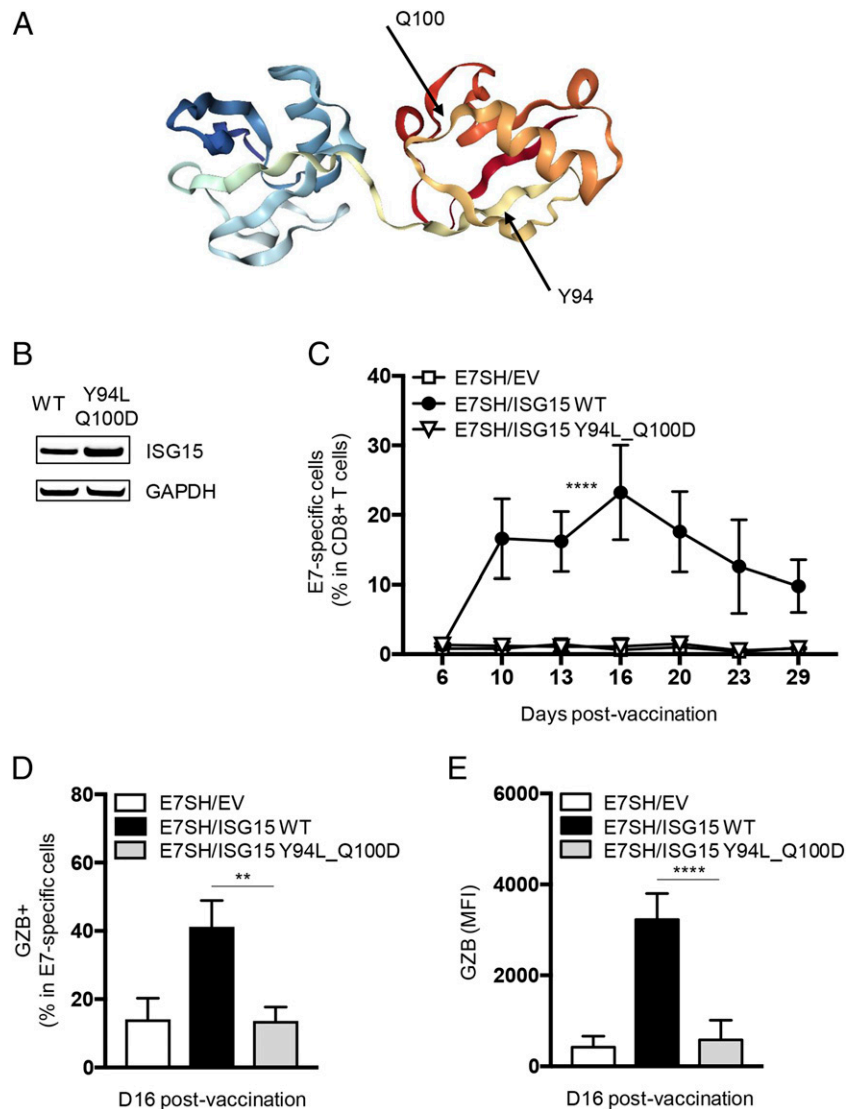 A
Q100
Y94
B
WT
Y94L
Q100D
ISG15
GAPDH
C
E7SH/EV
E7SH/ISG15 WT
E7SH/ISG15 Y94L_Q100D
E7-specific cells
(% in CD8+ T cells)
40
30
20
10
0
****
6 10 13 16 20 23 29
Days post-vaccination
D
E7SH/EV
E7SH/ISG15 WT
E7SH/ISG15 Y94L_Q100D
GZB+
(% in E7-specific cells
80
60
40
20
0
**
D16 post-vaccination
E
E7SH/EV
E7SH/ISG15 WT
E7SH/ISG15 Y94L_Q100D
GZB (MFI)
6000
4000
2000
0
****
D16 post-vaccination